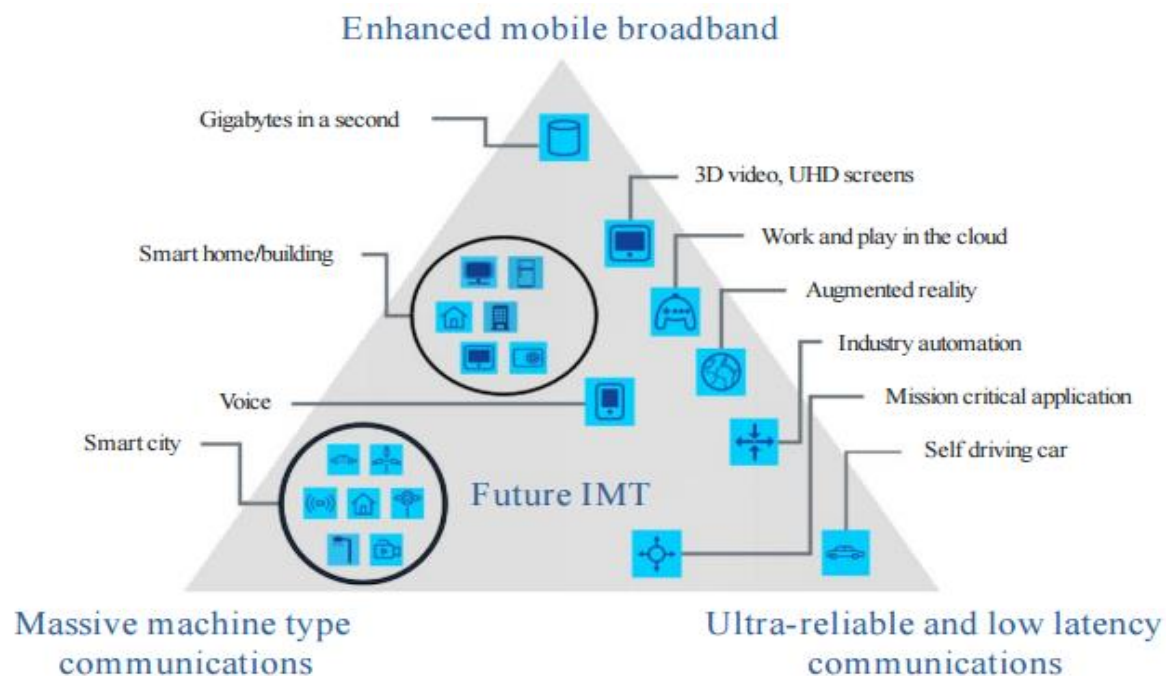 Enhanced mobile broadband
Gigabytes in a second
3D video, UHD screens
Work and play in the cloud
Smart home/building
Augmented reality
Industry automation
Mission critical application
Voice
Smart city
Self driving car
Future IMT
Massive machine type
communications
Ultra-reliable and low latency
communications